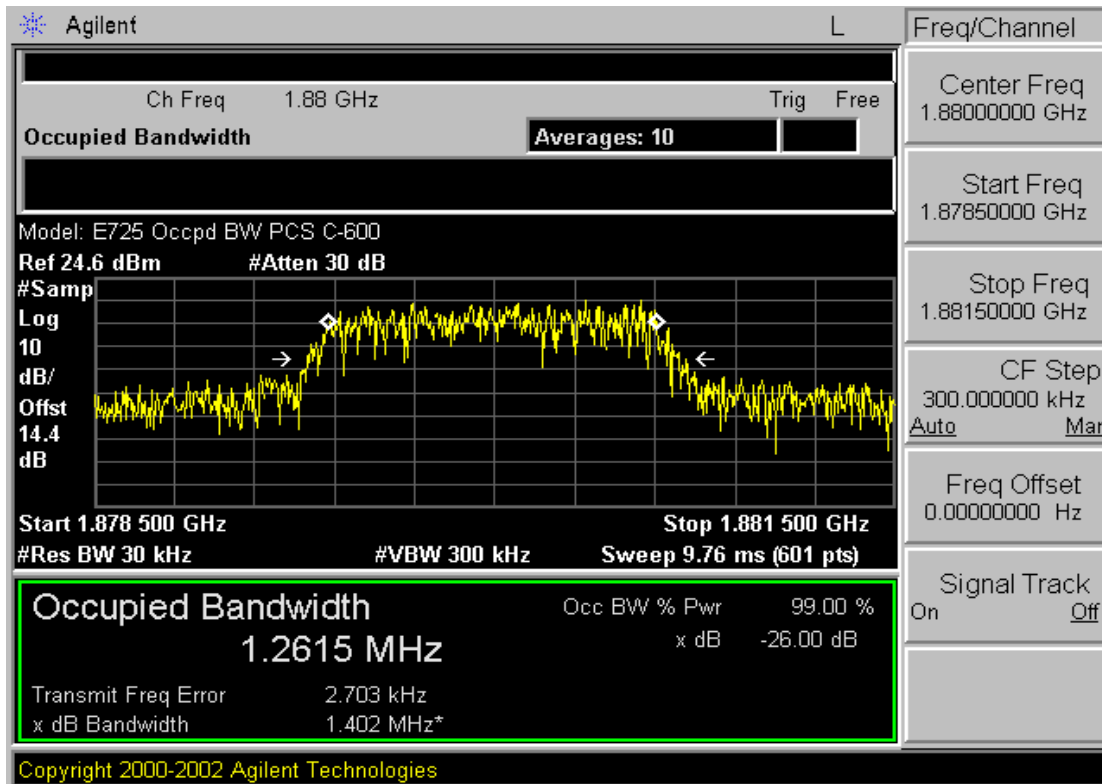 Agilent L
Freq/Channel
Ch Freq 1.88 GHz Trig Free
Occupied Bandwidth Averages: 10
Model: E725 Occpd BW PCS C-600
Ref 24.6 dBm #Atten 30 dB
#Samp
Log
10
dB/
Offst
14.4
dB
Start 1.878 500 GHz Stop 1.881 500 GHz
#Res BW 30 kHz #VBW 300 kHz Sweep 9.76 ms (601 pts)
Occupied Bandwidth Occ BW % Pwr 99.00 %
1.2615 MHz x dB -26.00 dB
Transmit Freq Error 2.703 kHz
x dB Bandwidth 1.402 MHz*
Center Freq
1.88000000 GHz
Start Freq
1.87850000 GHz
Stop Freq
1.88150000 GHz
CF Step
300.000000 kHz
Auto Man
Freq Offset
0.00000000 Hz
Signal Track
On Off
Copyright 2000-2002 Agilent Technologies